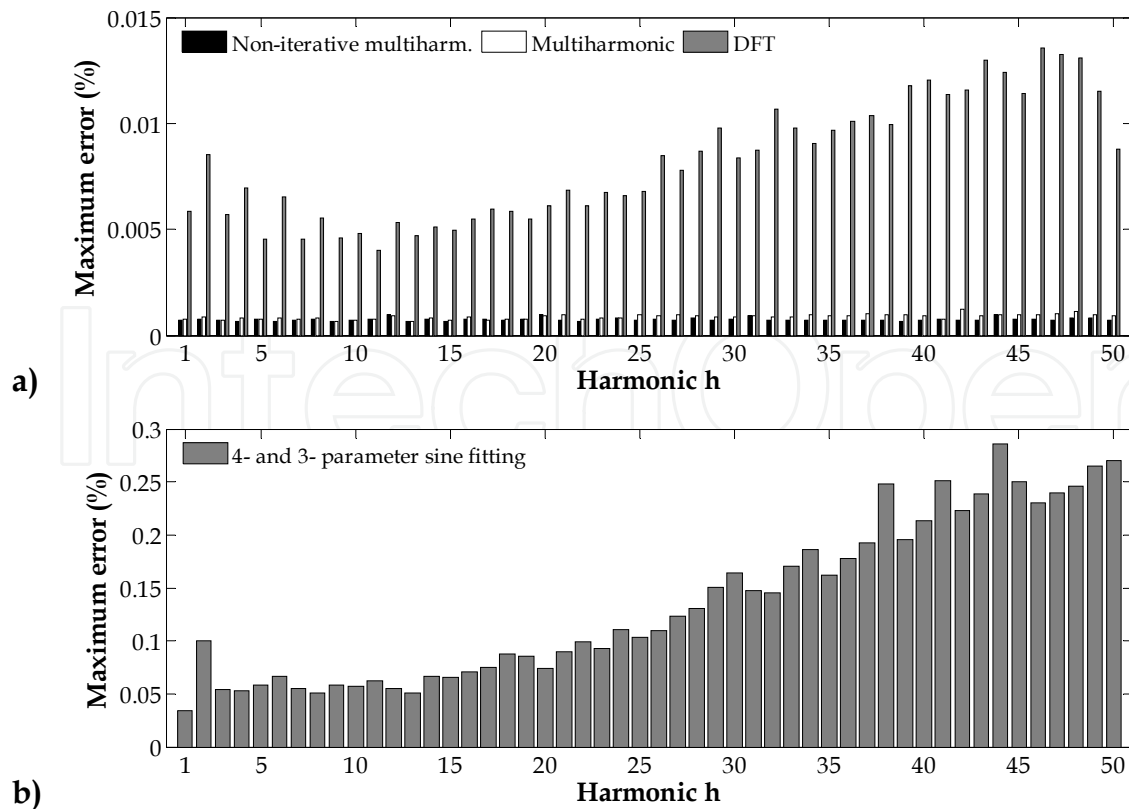 0.015
Non-iterative multiharm. Multiharmonic DFT
Maximum error (%)
0.01
0.005
0
1 5 10 15 20 25 30 35 40 45 50
Harmonic h
a)
IntechOpen
0.3
4- and 3- parameter sine fitting
0.25
Maximum error (%)
0.2
0.15
0.1
0.05
0
1 5 10 15 20 25 30 35 40 45 50
Harmonic h
b)